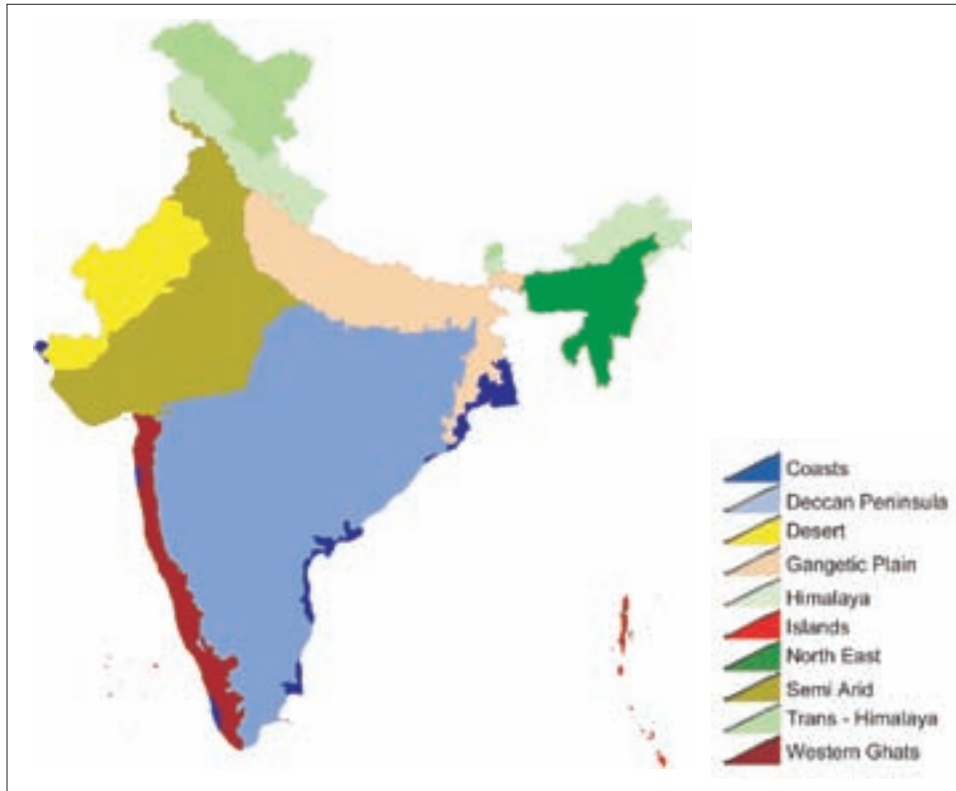 Coasts
Deccan Peninsula
Desert
Gangetic Plain
Himalaya
Islands
North East
Semi Arid
Trans - Himalaya
Western Ghats